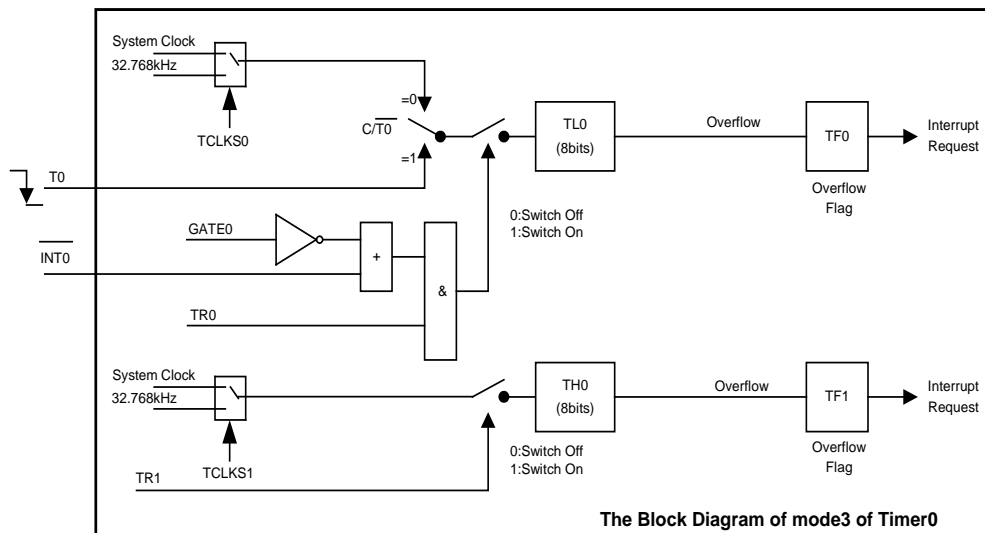 System Clock
32.768kHz
TCLKS0
=0
C/T0
=1
TL0
(8bits)
Overflow
TF0
Interrupt
Request
Overflow
Flag
T0
0:Switch Off
1:Switch On
GATE0
INT0
+
&
TR0
System Clock
32.768kHz
TCLKS1
TH0
(8bits)
Overflow
TF1
Interrupt
Request
Overflow
Flag
0:Switch Off
1:Switch On
TR1
The Block Diagram of mode3 of Timer0